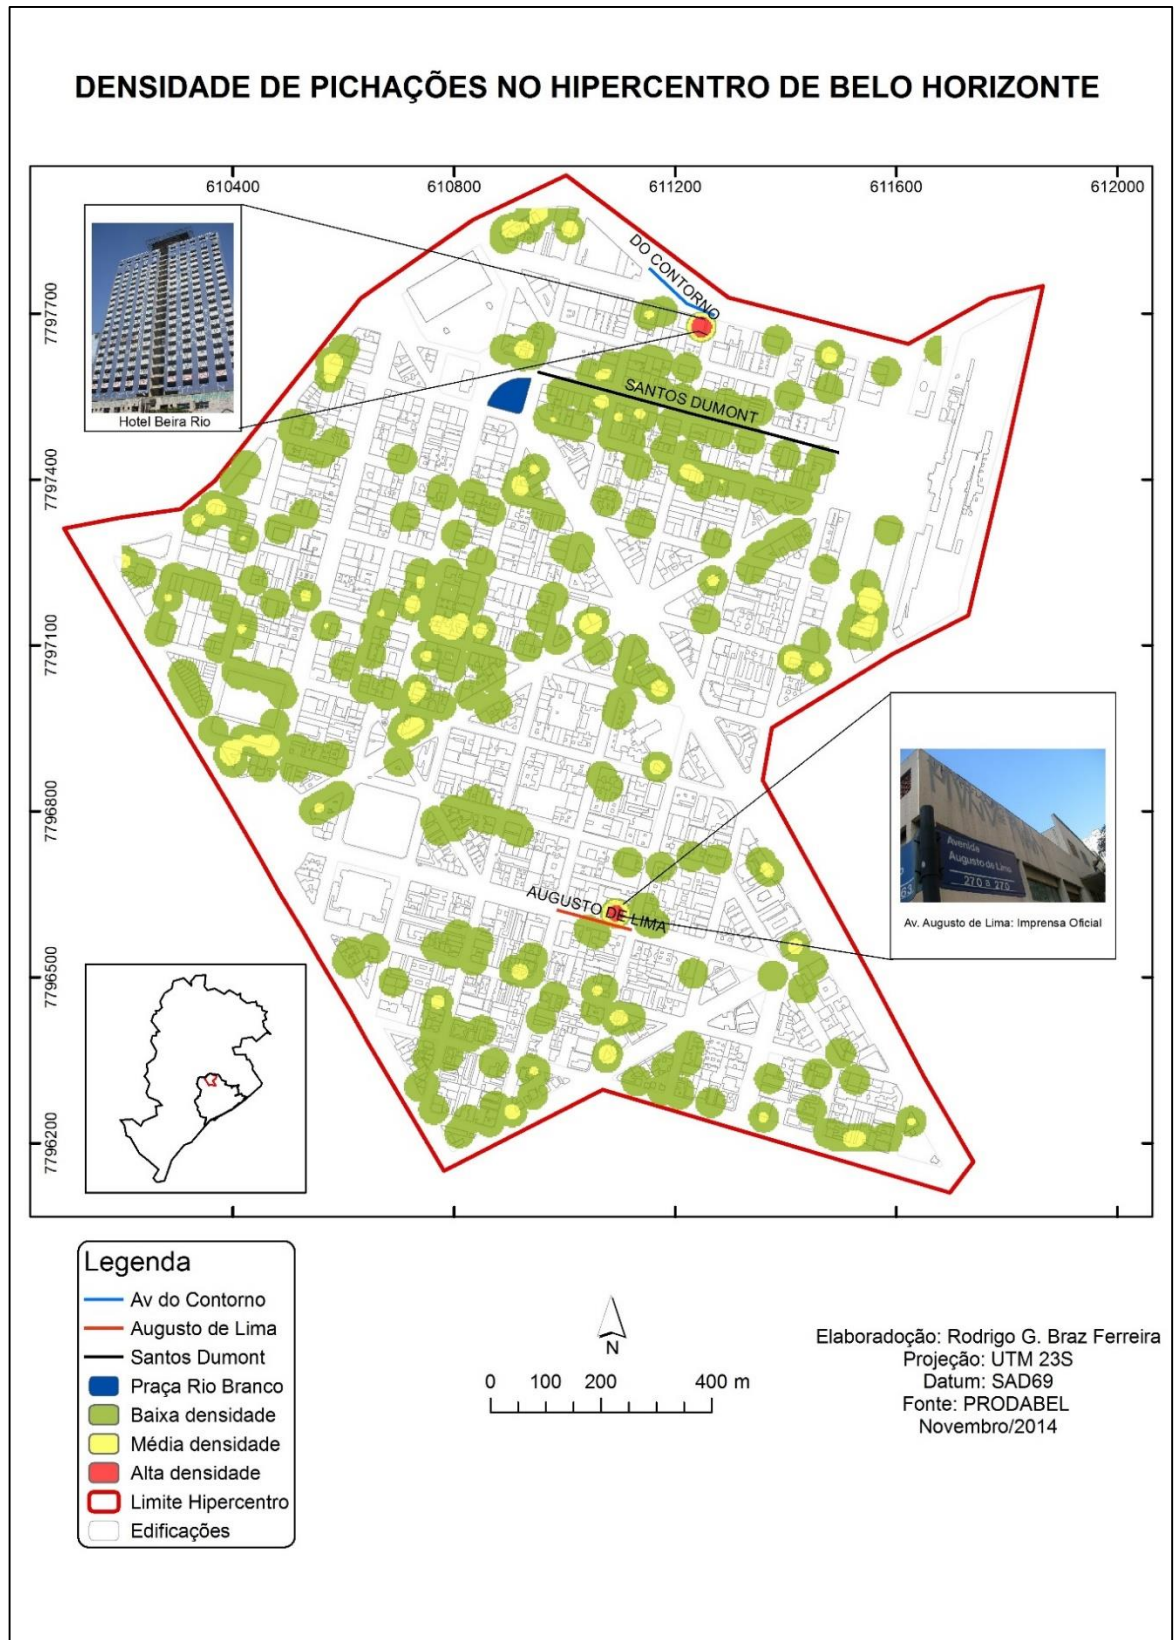 DENSIDADE DE PICHAÇÕES NO HIPERCENTRO DE BELO HORIZONTE
610400
610800
611200
611600
612000
7797700
7797400
7797100
7796800
7796500
7796200
Hotel Beira Rio
DO CONTORNO
SANTOS DUMONT
Avenida
Augusto de Lima
270 a 270
63
Av. Augusto de Lima: Imprensa Oficial
AUGUSTO DE LIMA
Legenda
Av do Contorno
Augusto de Lima
Santos Dumont
Praça Rio Branco
Baixa densidade
Média densidade
Alta densidade
Limite Hipercentro
Edificações
N
0 100 200 400 m
Elaboradoção: Rodrigo G. Braz Ferreira
Projeção: UTM 23S
Datum: SAD69
Fonte: PRODABEL
Novembro/2014